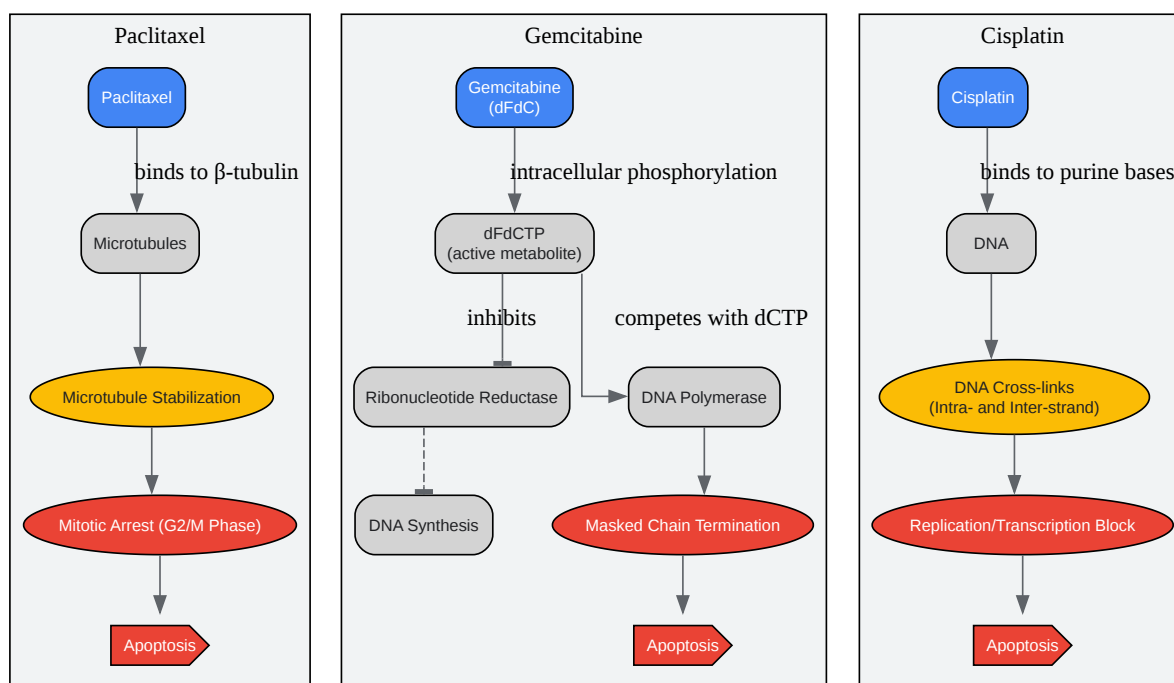 Paclitaxel
Paclitaxel
binds to β-tubulin
Microtubules
Microtubule Stabilization
Mitotic Arrest (G2/M Phase)
Apoptosis
Gemcitabine
Gemcitabine
(dFdC)
intracellular phosphorylation
dFdCTP
(active metabolite)
inhibits
competes with dCTP
Ribonucleotide Reductase
DNA Polymerase
DNA Synthesis
Masked Chain Termination
Apoptosis
Cisplatin
Cisplatin
binds to purine bases
DNA
DNA Cross-links
(Intra- and Inter-strand)
Replication/Transcription Block
Apoptosis